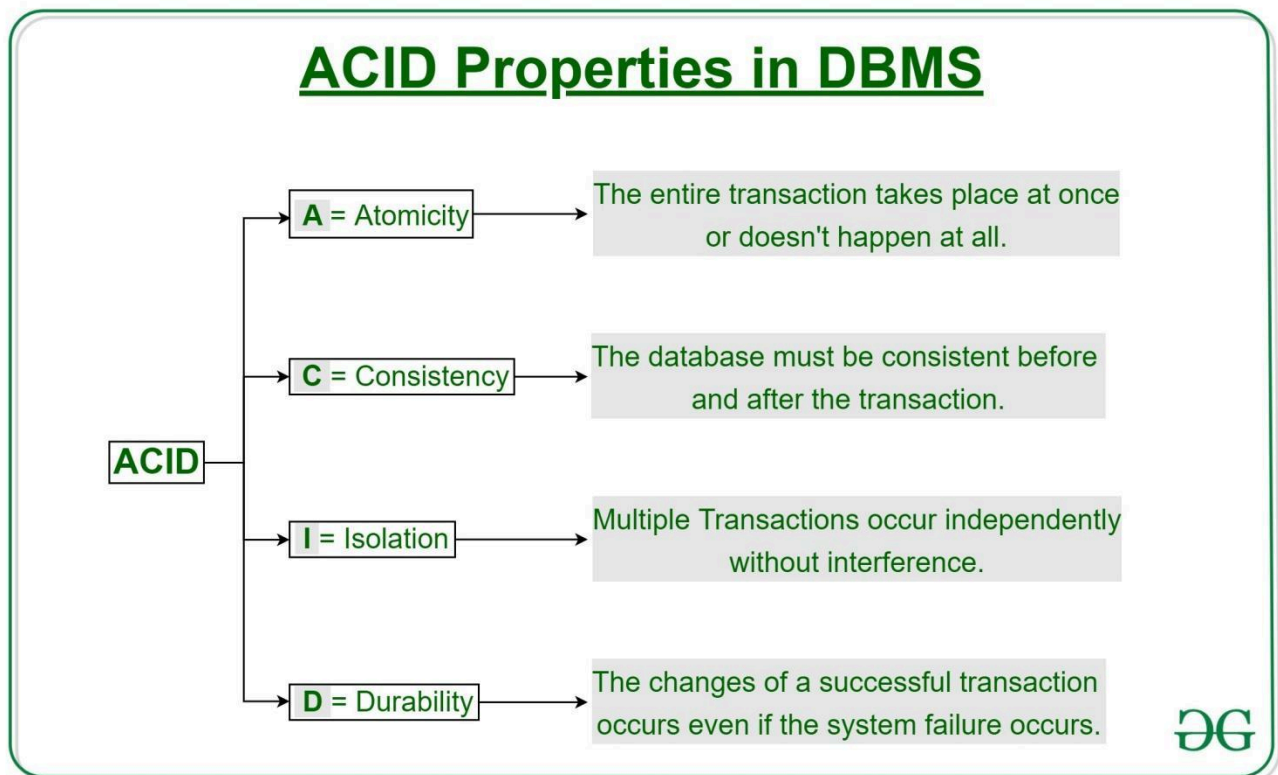 ACID Properties in DBMS
A = Atomicity
The entire transaction takes place at once
or doesn't happen at all.
C = Consistency
The database must be consistent before
and after the transaction.
ACID
I = Isolation
Multiple Transactions occur independently
without interference.
D = Durability
The changes of a successful transaction
occurs even if the system failure occurs.